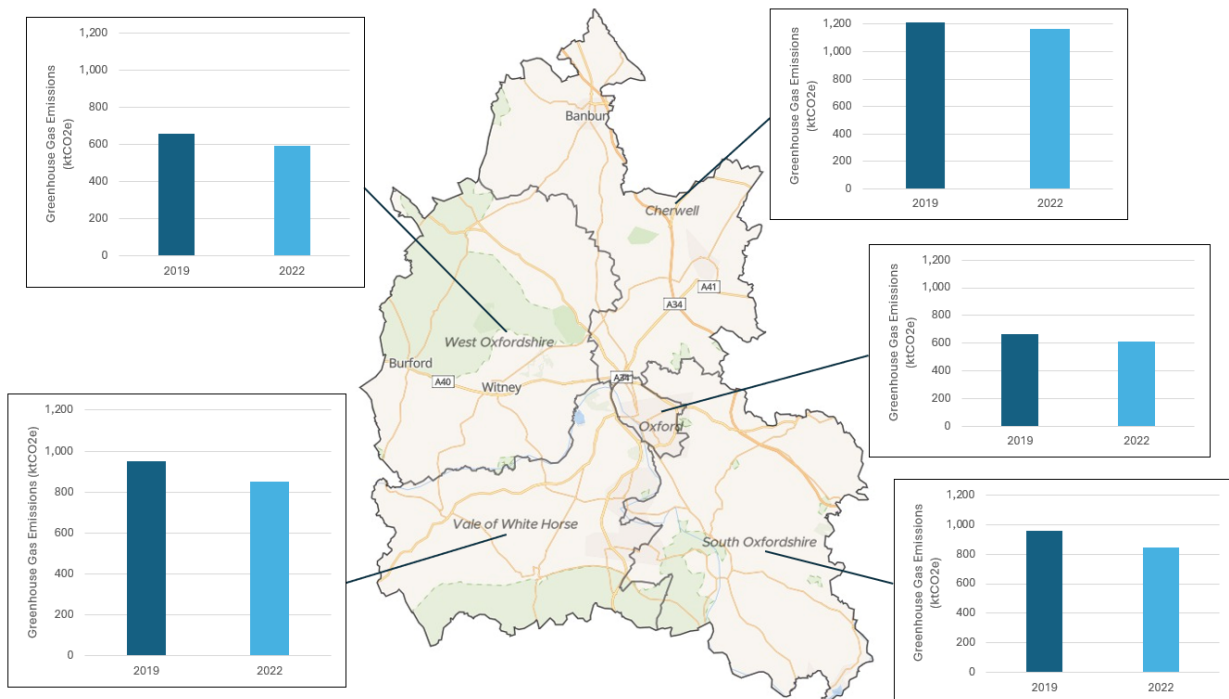 Greenhouse Gas Emissions
(ktCO2e)
1,200
1,000
800
600
400
200
0
2019
2022
Greenhouse Gas Emissions
(ktCO2e)
1,200
1,000
800
600
400
200
0
2019
2022
Banbur
Cherwell
A41
A34
West Oxfordshire
Burford
A40
Witney
A34
Oxford
Greenhouse Gas Emissions
(ktCO2e)
1,200
1,000
800
600
400
200
0
2019
2022
Greenhouse Gas Emissions (ktCO2e)
1,200
1,000
800
600
400
200
0
2019
2022
Vale of White Horse
South Oxfordshire
Greenhouse Gas Emissions
(ktCO2e)
1,200
1,000
800
600
400
200
0
2019
2022